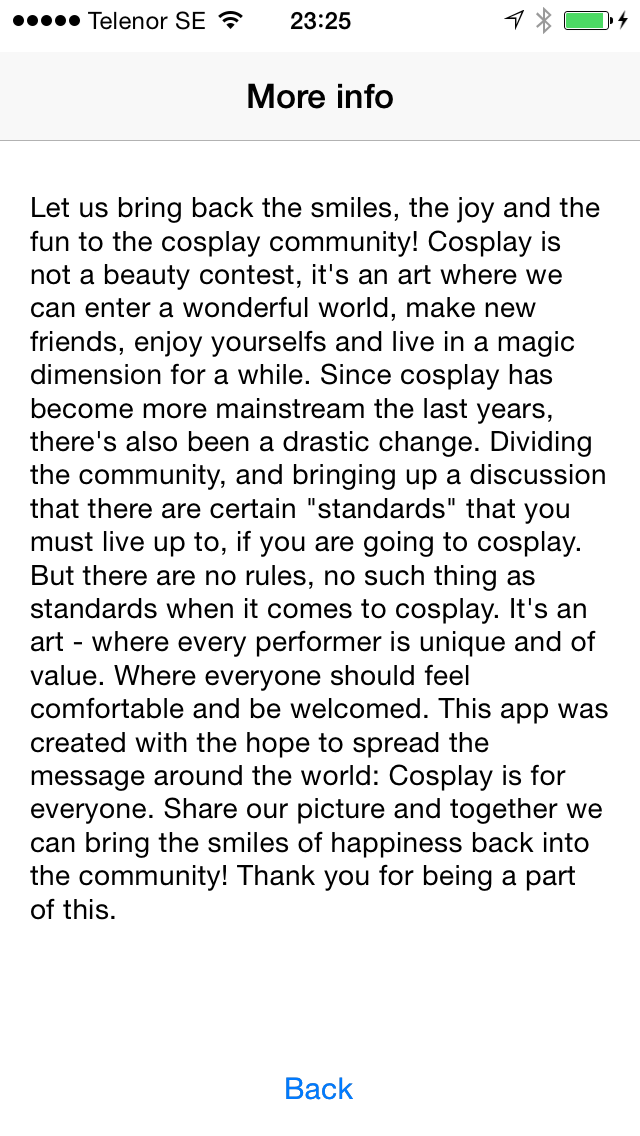 Telenor SE 23:25
More info
Let us bring back the smiles, the joy and the
fun to the cosplay community! Cosplay is
not a beauty contest, it's an art where we
can enter a wonderful world, make new
friends, enjoy yourselfs and live in a magic
dimension for a while. Since cosplay has
become more mainstream the last years,
there's also been a drastic change. Dividing
the community, and bringing up a discussion
that there are certain "standards" that you
must live up to, if you are going to cosplay.
But there are no rules, no such thing as
standards when it comes to cosplay. It's an
art - where every performer is unique and of
value. Where everyone should feel
comfortable and be welcomed. This app was
created with the hope to spread the
message around the world: Cosplay is for
everyone. Share our picture and together we
can bring the smiles of happiness back into
the community! Thank you for being a part
of this.
Back